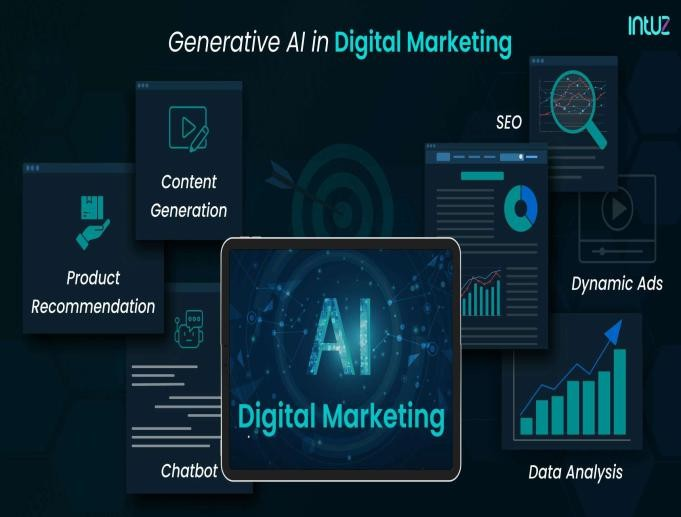 Generative AI in Digital Marketing
INTUZ
SEO
Content
Generation
Product
Recommendation
Dynamic Ads
AI
Digital Marketing
Chatbot
Data Analysis